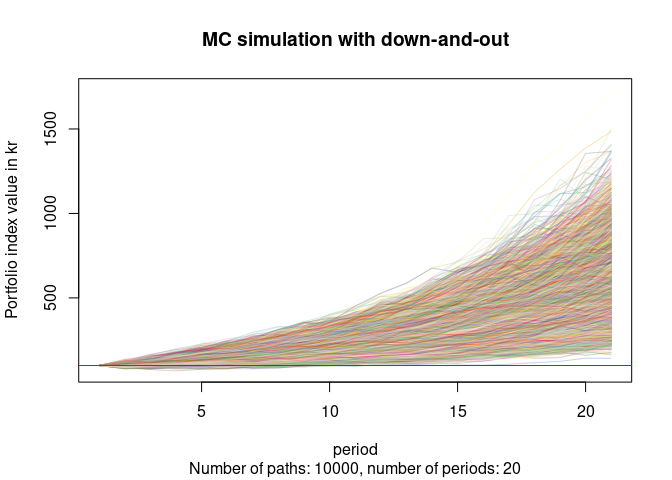 MC simulation with down-and-out
Portfolio index value in kr
1500
1000
500
5 10 15 20
period
Number of paths: 10000, number of periods: 20